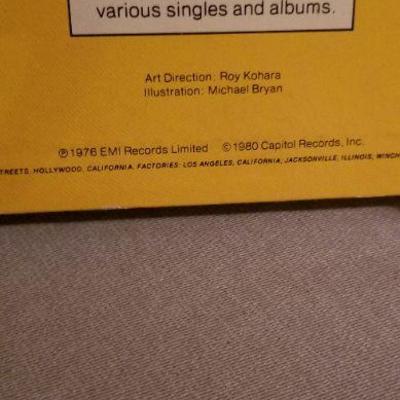 various singles and albums.
Art Direction: Roy Kohara
Illustration: Michael Bryan
℗1976 EMI Records Limited ©1980 Capitol Records, Inc.
TREETS, HOLLYWOOD, CALIFORNIA. FACTORIES: LOS ANGELES, CALIFORNIA, JACKSONVILLE, ILLINOIS, WINCH